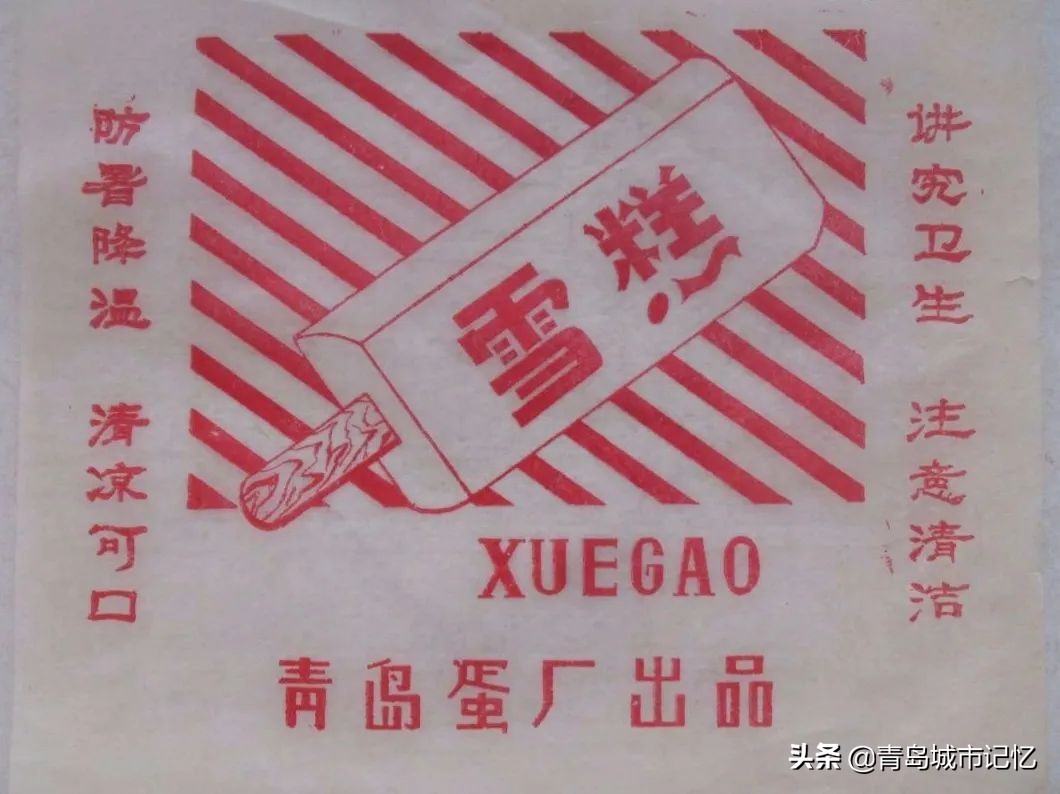 防暑降温 清凉可口
讲究卫生 注意清洁
雪糕
XUEGAO
青岛蛋厂出品
头条 @青岛城市记忆